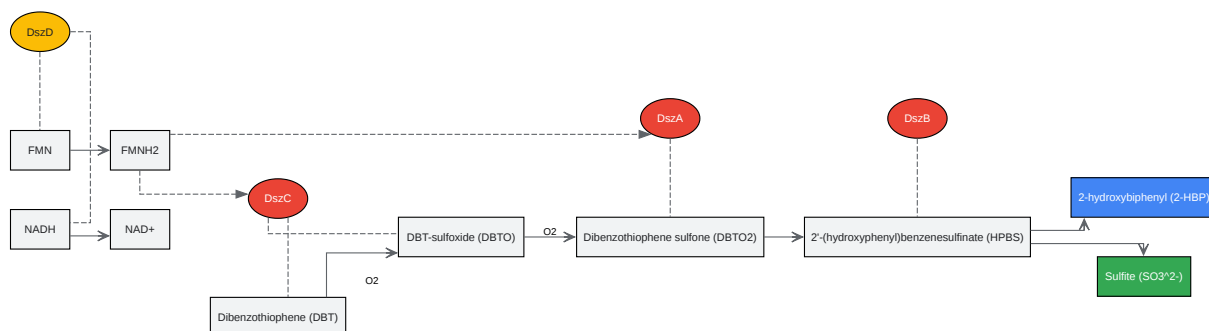 DszD
DszA
DszB
FMN
FMNH2
DszC
2-hydroxybiphenyl (2-HBP)
NADH
NAD+
DBT-sulfoxide (DBTO)
O2
Dibenzothiophene sulfone (DBTO2)
2'-(hydroxyphenyl)benzenesulfinate (HPBS)
Sulfite (SO3^2-)
O2
Dibenzothiophene (DBT)